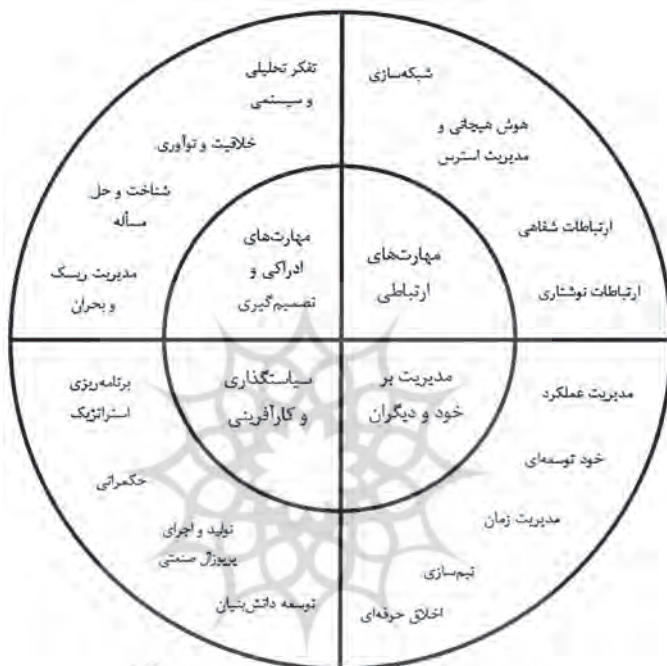 شبکه‌سازی
هوش هیجانی و
مدیریت استرس
ارتباطات شفاهی
ارتباطات نوشتاری
مهارت‌های
ارتباطی
تفکر تحلیلی
و سیستمی
خلاقیت و نوآوری
شناخت و حل
مسأله
مدیریت ریسک
و بحران
مهارت‌های
ادراکی و
تصمیم‌گیری
مدیریت بر
خود و دیگران
مدیریت عملکرد
خود توسعه‌ای
مدیریت زمان
تیم‌سازی
اخلاق حرفه‌ای
سیاستگذاری
و کارآفرینی
برنامه‌ریزی
استراتژیک
حکمرانی
تولید و اجرای
پروپوزال صنعتی
توسعه دانش‌بنیان